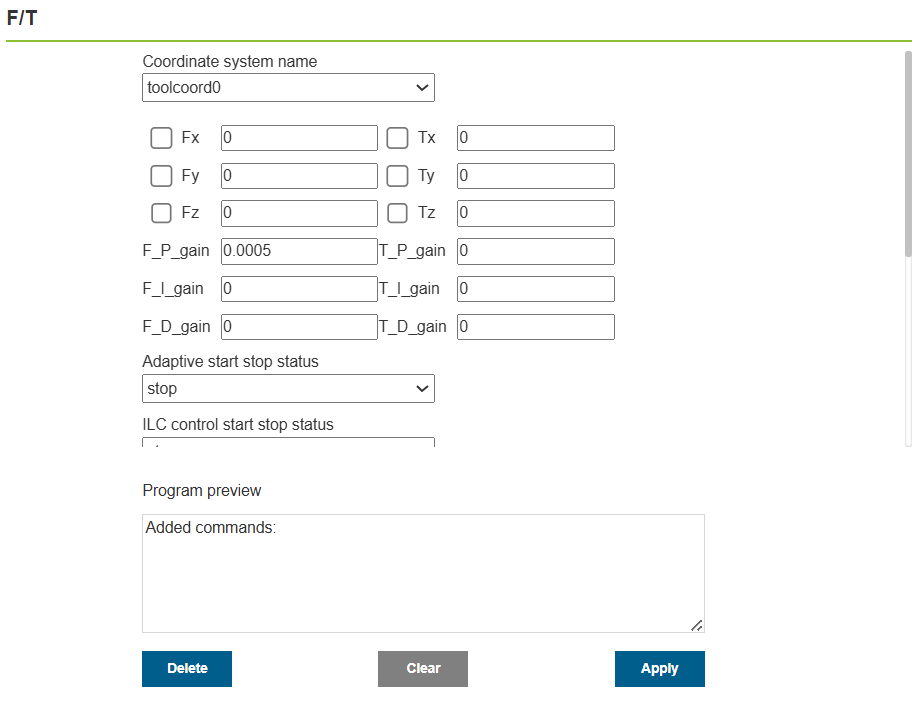 F/T
Coordinate system name
toolcoord0
Fx 0 Tx 0
Fy 0 Ty 0
Fz 0 Tz 0
F_P_gain 0.0005 T_P_gain 0
F_I_gain 0 T_I_gain 0
F_D_gain 0 T_D_gain 0
Adaptive start stop status
stop
ILC control start stop status
Program preview
Added commands:
Delete Clear Apply